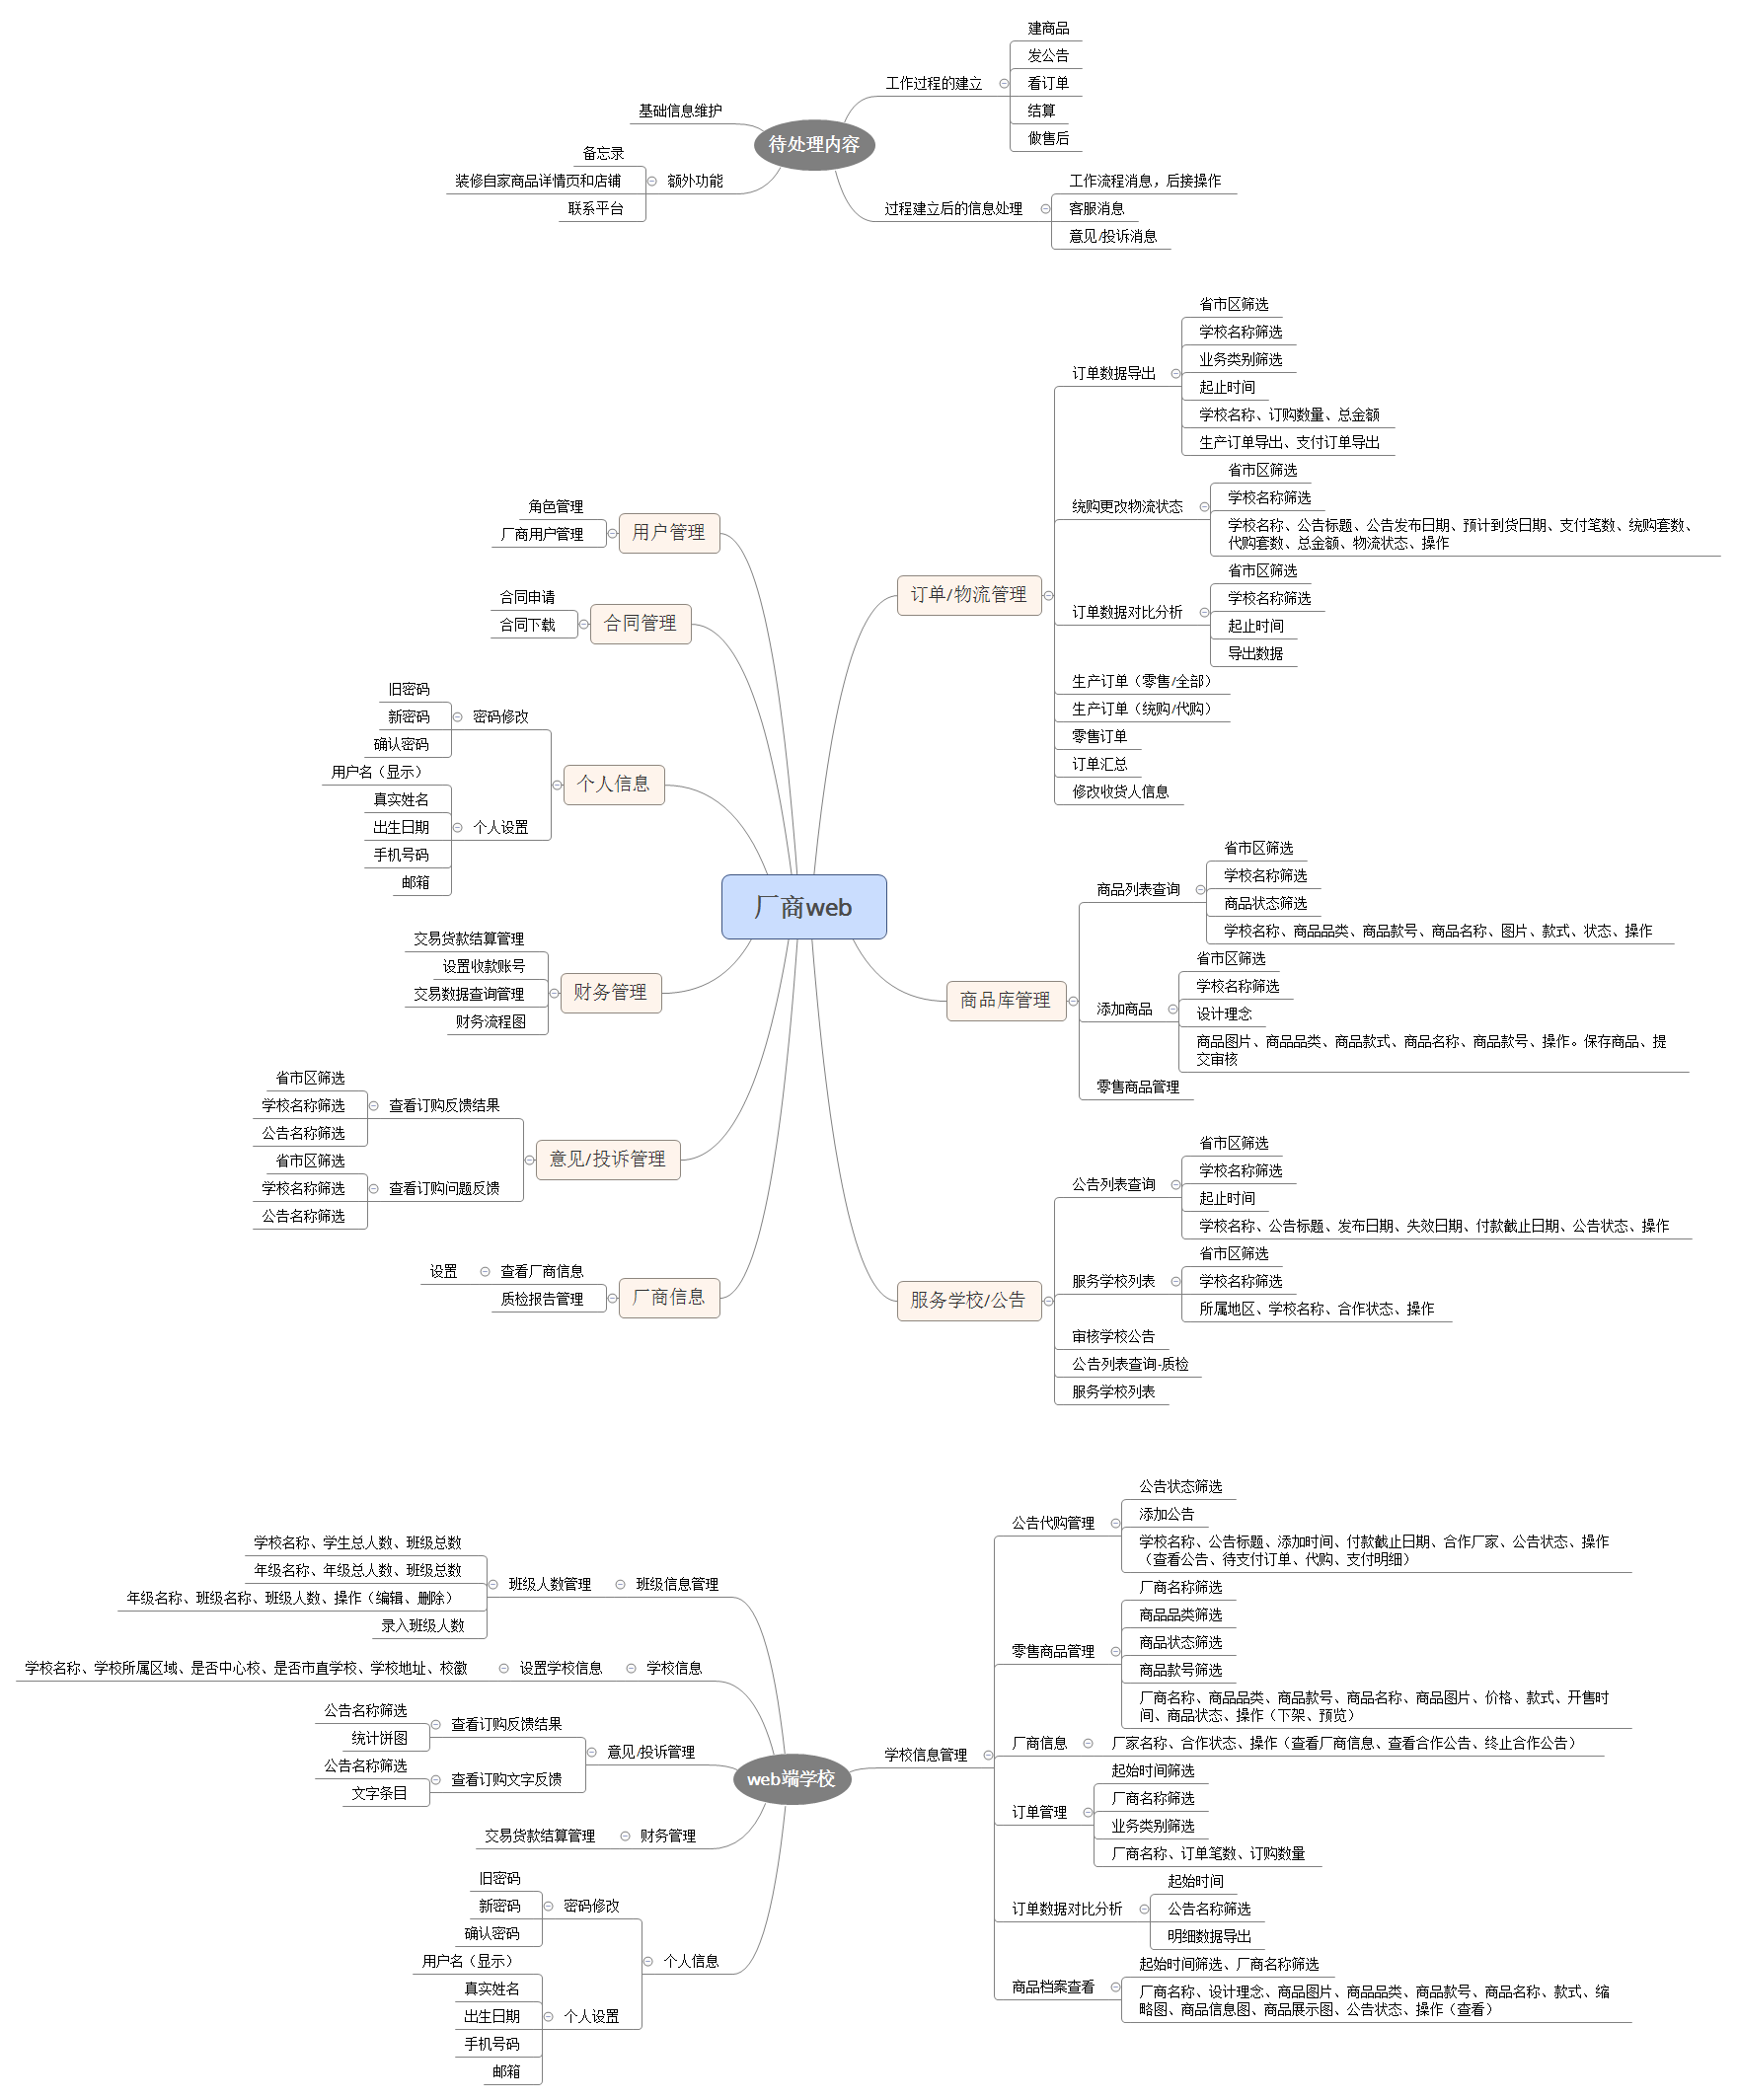 待处理内容
工作过程的建立
建商品
发公告
看订单
结算
做售后
过程建立后的信息处理
工作流程消息，后接操作
客服消息
意见/投诉消息
基础信息维护
额外功能
备忘录
装修自家商品详情页和店铺
联系平台
厂商web
订单/物流管理
订单数据导出
省市区筛选
学校名称筛选
业务类别筛选
起止时间
学校名称、订购数量、总金额
生产订单导出、支付订单导出
统购更改物流状态
省市区筛选
学校名称筛选
学校名称、公告标题、公告发布日期、预计到货日期、支付笔数、统购套数、
代购套数、总金额、物流状态、操作
订单数据对比分析
省市区筛选
学校名称筛选
起止时间
导出数据
生产订单（零售/全部）
生产订单（统购/代购）
零售订单
订单汇总
修改收货人信息
商品库管理
商品列表查询
省市区筛选
学校名称筛选
商品状态筛选
学校名称、商品品类、商品款号、商品名称、图片、款式、状态、操作
添加商品
省市区筛选
学校名称筛选
设计理念
商品图片、商品品类、商品款式、商品名称、商品款号、操作。保存商品、提
交审核
零售商品管理
服务学校/公告
公告列表查询
省市区筛选
学校名称筛选
起止时间
学校名称、公告标题、发布日期、失效日期、付款截止日期、公告状态、操作
服务学校列表
省市区筛选
学校名称筛选
所属地区、学校名称、合作状态、操作
审核学校公告
公告列表查询-质检
服务学校列表
用户管理
角色管理
厂商用户管理
合同管理
合同申请
合同下载
个人信息
密码修改
旧密码
新密码
确认密码
个人设置
用户名（显示）
真实姓名
出生日期
手机号码
邮箱
财务管理
交易货款结算管理
设置收款账号
交易数据查询管理
财务流程图
意见/投诉管理
查看订购反馈结果
省市区筛选
学校名称筛选
公告名称筛选
查看订购问题反馈
省市区筛选
学校名称筛选
公告名称筛选
厂商信息
查看厂商信息
设置
质检报告管理
web端学校
学校信息管理
公告代购管理
公告状态筛选
添加公告
学校名称、公告标题、添加时间、付款截止日期、合作厂家、公告状态、操作
（查看公告、待支付订单、代购、支付明细）
零售商品管理
厂商名称筛选
商品品类筛选
商品状态筛选
商品款号筛选
厂商名称、商品品类、商品款号、商品名称、商品图片、价格、款式、开售时
间、商品状态、操作（下架、预览）
厂商信息
厂家名称、合作状态、操作（查看厂商信息、查看合作公告、终止合作公告）
订单管理
起始时间筛选
厂商名称筛选
业务类别筛选
厂商名称、订单笔数、订购数量
订单数据对比分析
起始时间
公告名称筛选
明细数据导出
商品档案查看
起始时间筛选、厂商名称筛选
厂商名称、设计理念、商品图片、商品品类、商品款号、商品名称、款式、缩
略图、商品信息图、商品展示图、公告状态、操作（查看）
班级信息管理
班级人数管理
学校名称、学生总人数、班级总数
年级名称、年级总人数、班级总数
年级名称、班级名称、班级人数、操作（编辑、删除）
录入班级人数
学校信息
设置学校信息
学校名称、学校所属区域、是否中心校、是否市直学校、学校地址、校徽
意见/投诉管理
查看订购反馈结果
公告名称筛选
统计饼图
查看订购文字反馈
公告名称筛选
文字条目
财务管理
交易货款结算管理
个人信息
密码修改
旧密码
新密码
确认密码
个人设置
用户名（显示）
真实姓名
出生日期
手机号码
邮箱